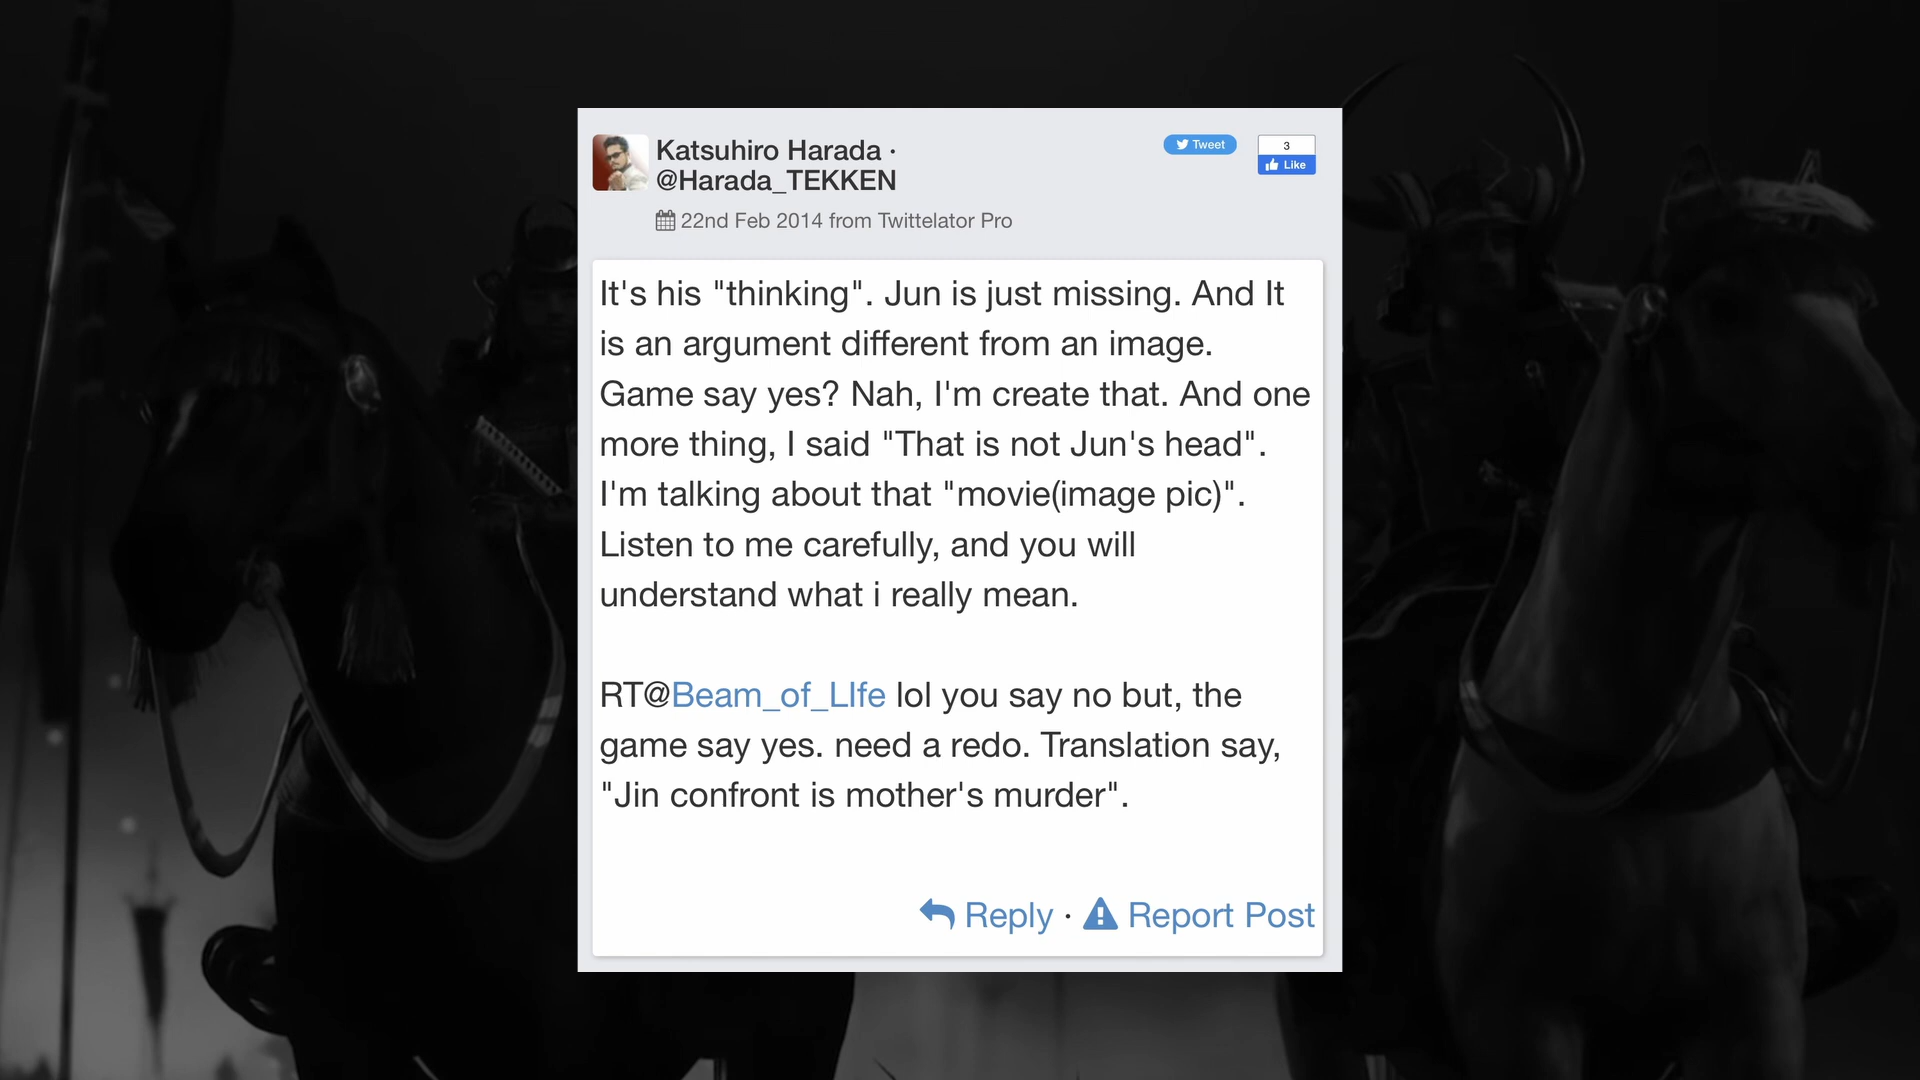 Katsuhiro Harada ·
@Harada_TEKKEN
22nd Feb 2014 from Twittelator Pro
Tweet
3
Like
It's his "thinking". Jun is just missing. And It
is an argument different from an image.
Game say yes? Nah, I'm create that. And one
more thing, I said "That is not Jun's head".
I'm talking about that "movie(image pic)".
Listen to me carefully, and you will
understand what i really mean.
RT@Beam_of_LIfe lol you say no but, the
game say yes. need a redo. Translation say,
"Jin confront is mother's murder".
Reply · Report Post